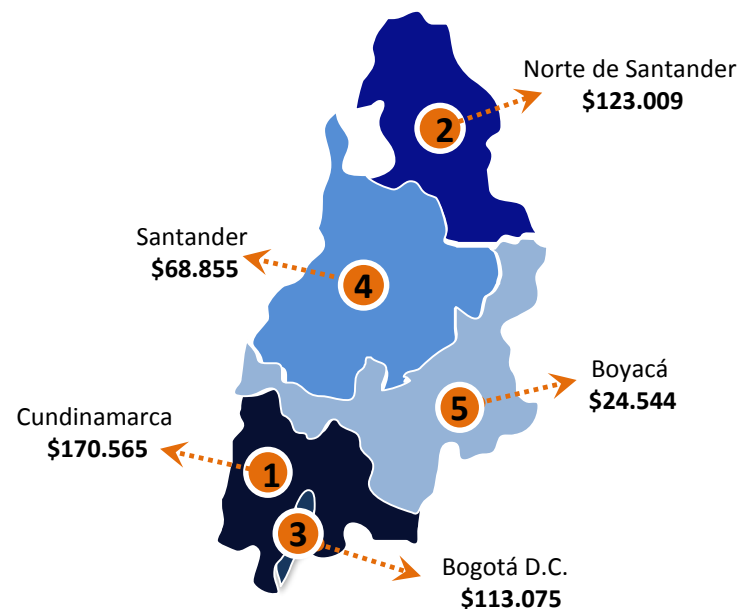 Norte de Santander
$123.009
2
Santander
$68.855
4
Boyacá
$24.544
5
Cundinamarca
$170.565
1
3
Bogotá D.C.
$113.075